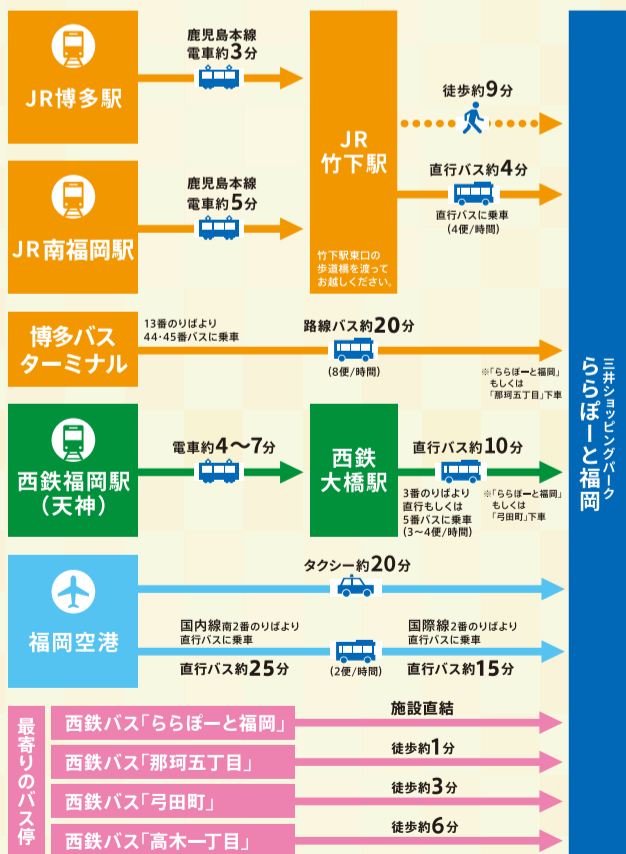 JR博多駅
鹿児島本線
電車約3分
JR南福岡駅
鹿児島本線
電車約5分
JR
竹下駅
竹下駅東口の
歩道橋を渡って
お越しください。
徒歩約9分
直行バス約4分
直行バスに乗車
(4便/時間)
博多バス
ターミナル
13番のりばより
44・45番バスに乗車
路線バス約20分
(8便/時間)
※「ららぽーと福岡」
もしくは
「那珂五丁目」下車
西鉄福岡駅
(天神)
電車約4〜7分
西鉄
大橋駅
直行バス約10分
3番のりばより
直行もしくは
5番バスに乗車
(3〜4便/時間)
※「ららぽーと福岡」
もしくは
「弓田町」下車
福岡空港
タクシー約20分
国内線南2番のりばより
直行バスに乗車
直行バス約25分
(2便/時間)
国際線2番のりばより
直行バスに乗車
直行バス約15分
最寄りのバス停
西鉄バス「ららぽーと福岡」
施設直結
西鉄バス「那珂五丁目」
徒歩約1分
西鉄バス「弓田町」
徒歩約3分
西鉄バス「高木一丁目」
徒歩約6分
三井ショッピングパーク
ららぽーと福岡